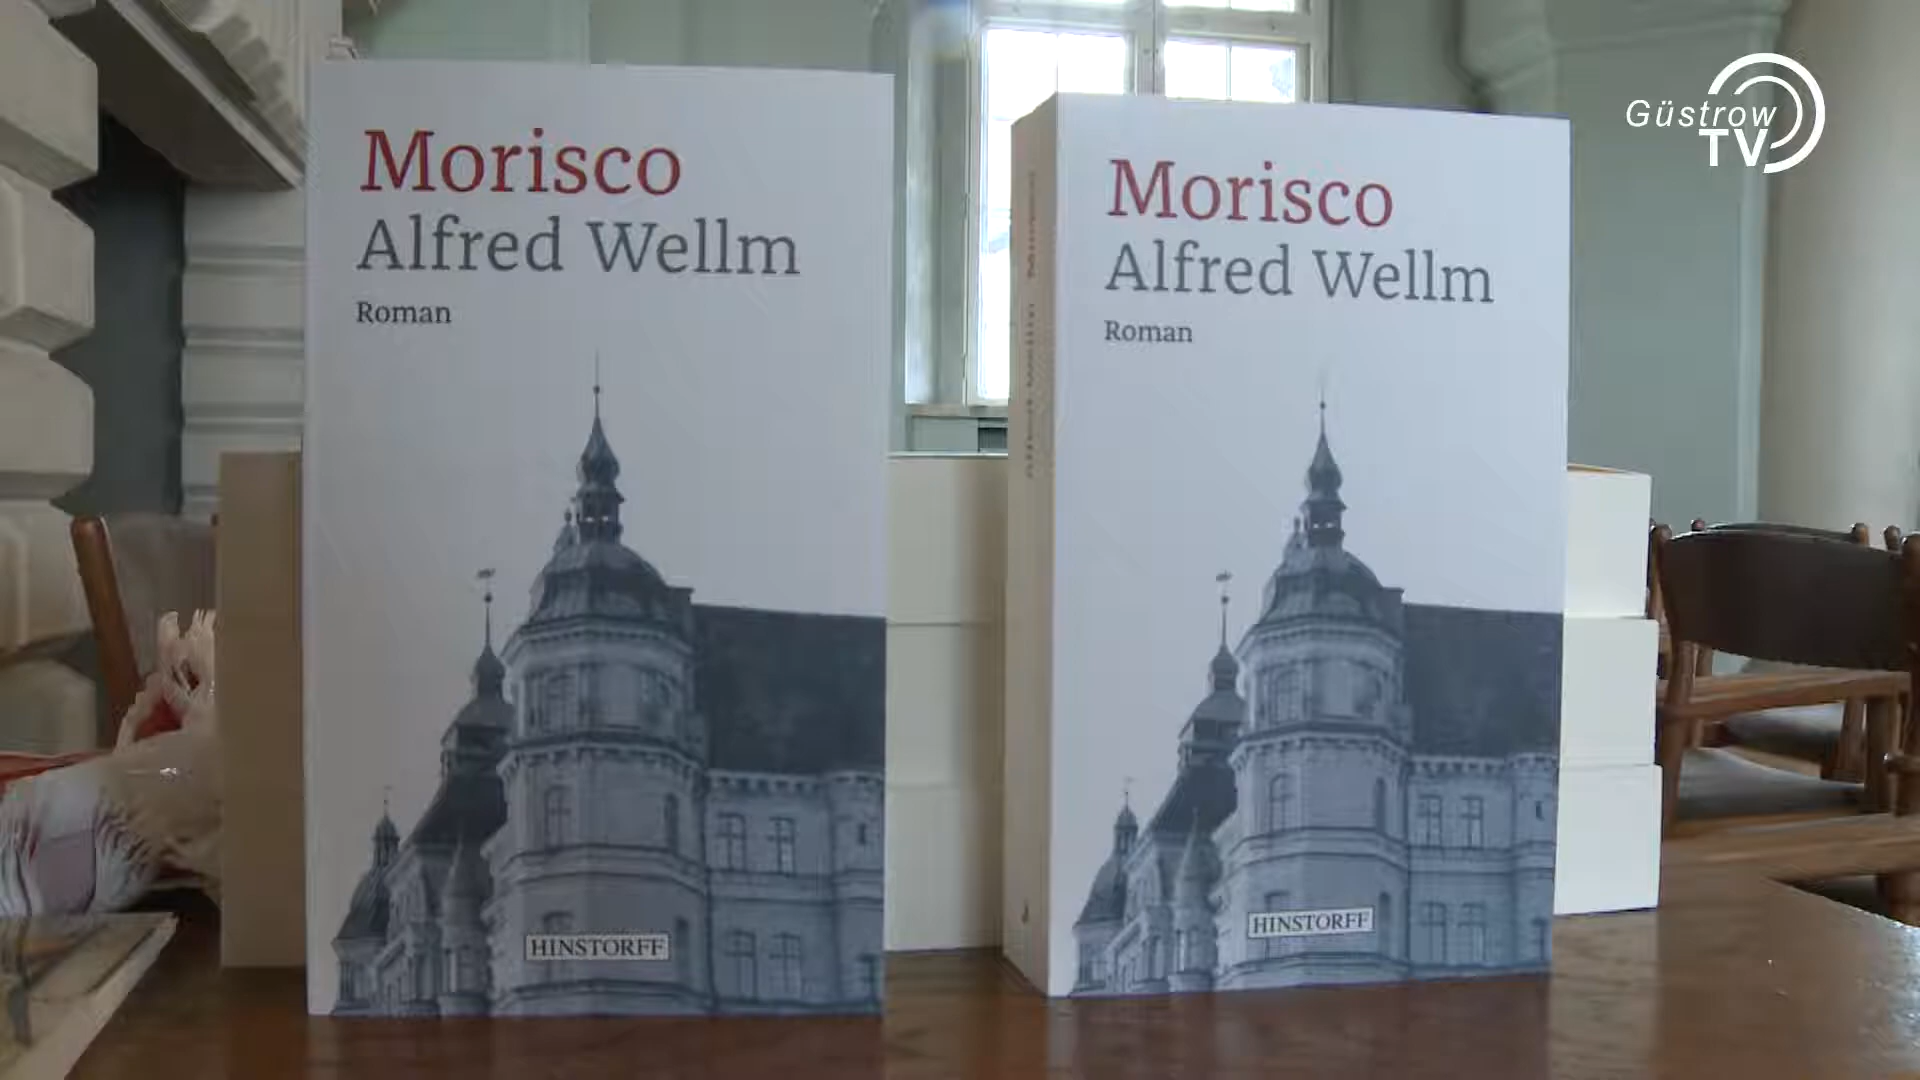 Morisco
Alfred Wellm
Roman
HINSTORFF
Morisco
Alfred Wellm
Roman
HINSTORFF
Güstrow
TV